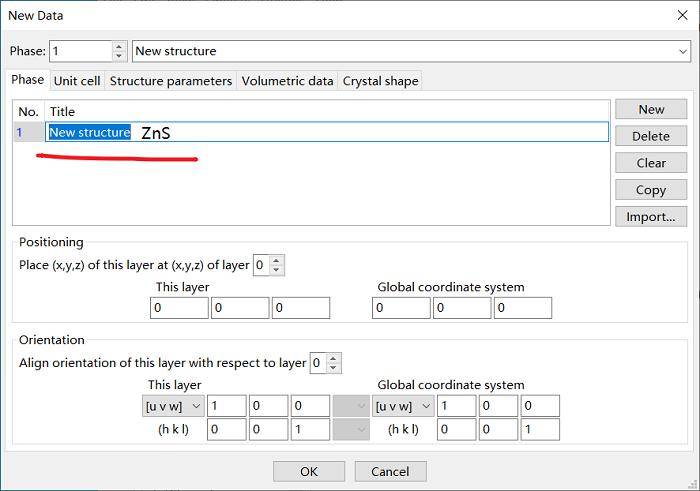 New Data
Phase: 1 New structure
Phase Unit cell Structure parameters Volumetric data Crystal shape
No. Title
1 New structure ZnS
New
Delete
Clear
Copy
Import...
Positioning
Place (x,y,z) of this layer at (x,y,z) of layer 0
This layer Global coordinate system
0 0 0 0 0 0
Orientation
Align orientation of this layer with respect to layer 0
This layer Global coordinate system
[u v w] 1 0 0 [u v w] 1 0 0
(h k l) 0 0 1 (h k l) 0 0 1
OK Cancel